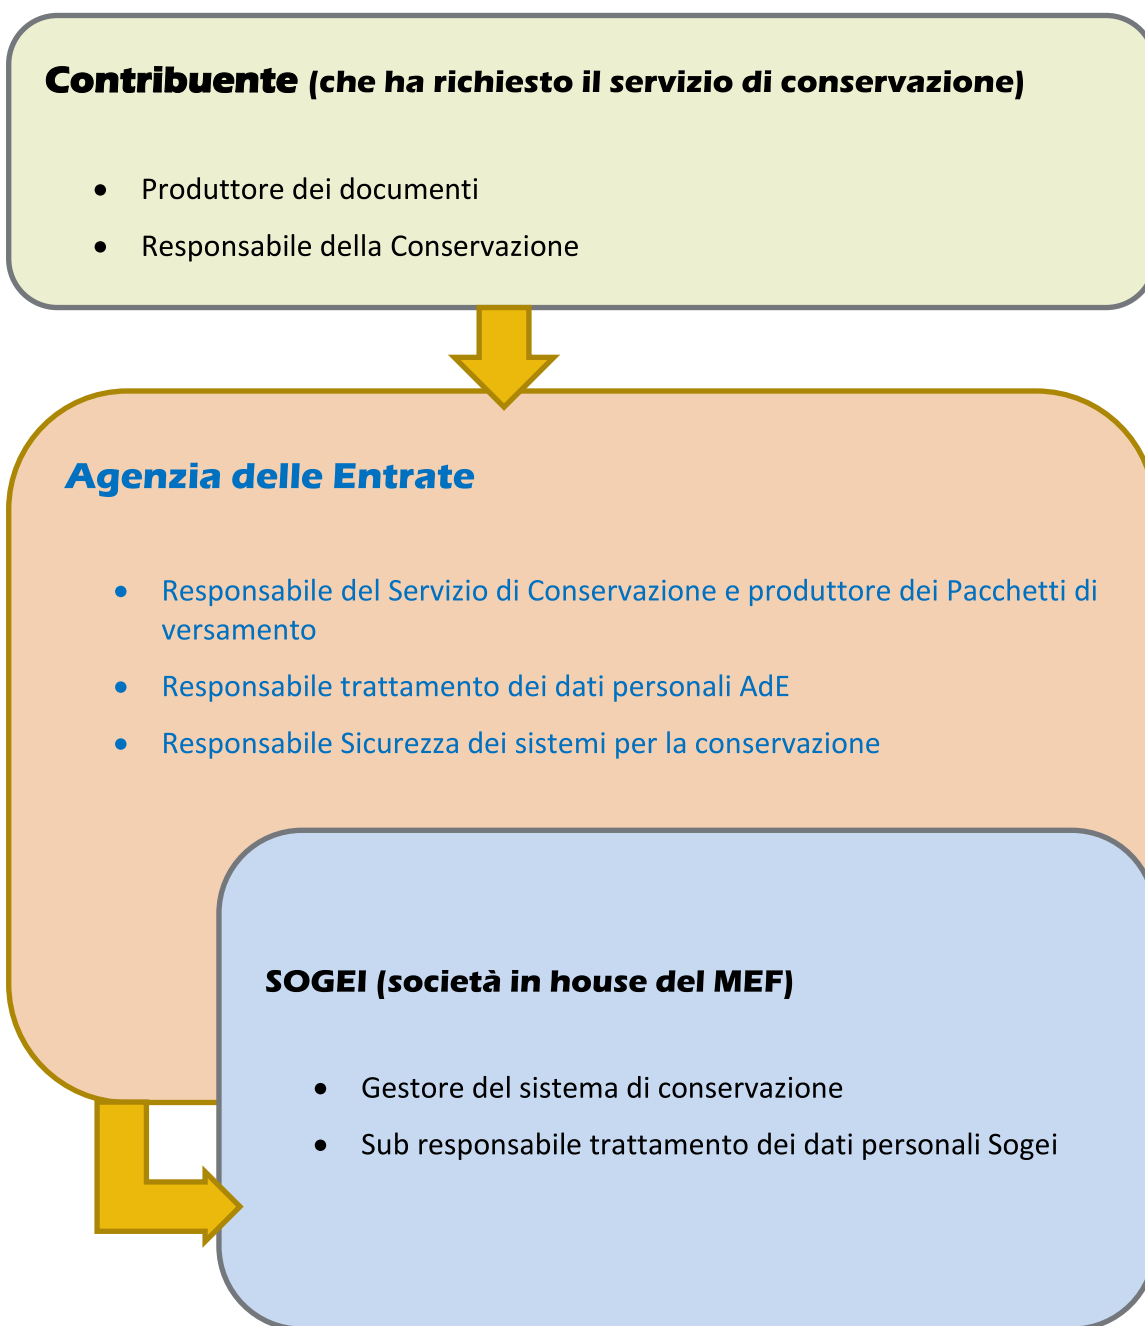 Contribuente (che ha richiesto il servizio di conservazione)
• Produttore dei documenti
• Responsabile della Conservazione
Agenzia delle Entrate
• Responsabile del Servizio di Conservazione e produttore dei Pacchetti di
versamento
• Responsabile trattamento dei dati personali AdE
• Responsabile Sicurezza dei sistemi per la conservazione
SOGEI (società in house del MEF)
• Gestore del sistema di conservazione
• Sub responsabile trattamento dei dati personali Sogei